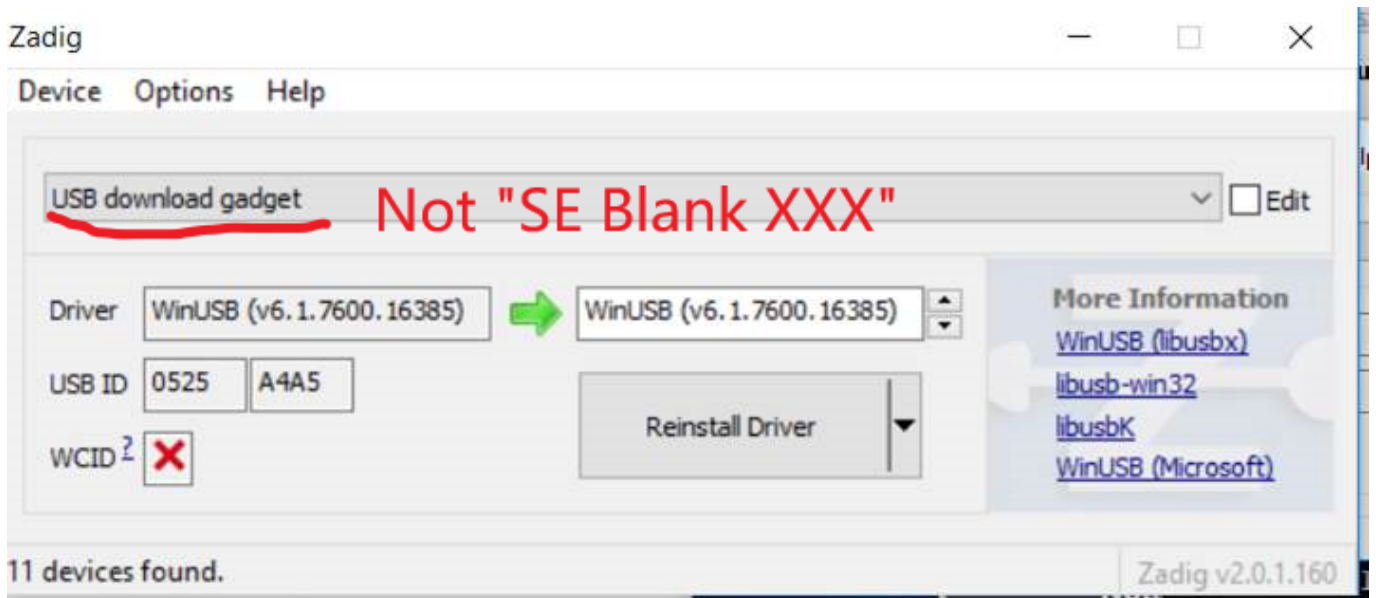 Zadig
Device Options Help
USB download gadget
Not "SE Blank XXX"
Edit
Driver WinUSB (v6.1.7600.16385) WinUSB (v6.1.7600.16385)
USB ID 0525 A4A5
WCID ?
Reinstall Driver
More Information
WinUSB (libusbx)
libusb-win32
libusbK
WinUSB (Microsoft)
11 devices found.
Zadig v2.0.1.160